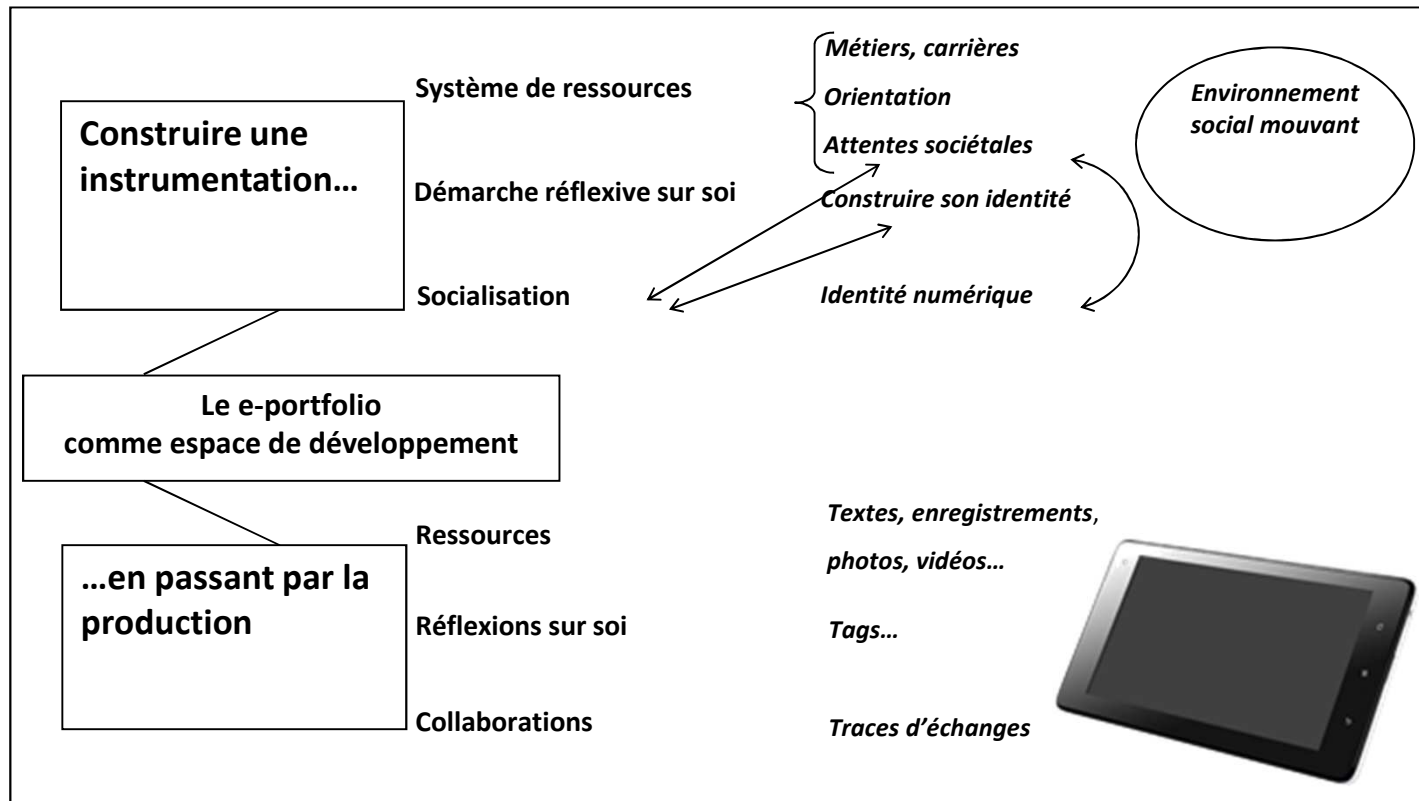 Construire une
instrumentation…
Système de ressources
Démarche réflexive sur soi
Socialisation
Métiers, carrières
Orientation
Attentes sociétales
Construire son identité
Identité numérique
Environnement
social mouvant
Le e-portfolio
comme espace de développement
…en passant par la
production
Ressources
Réflexions sur soi
Collaborations
Textes, enregistrements,
photos, vidéos…
Tags…
Traces d’échanges